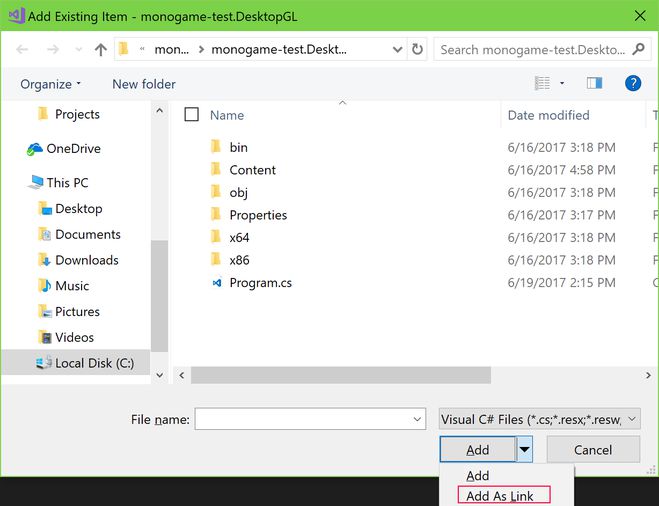 Add Existing Item - monogame-test.DesktopGL
« mon... > monogame-test.Deskt...
Search monogame-test.Deskto...
Organize New folder ?
Projects
OneDrive
This PC
Desktop
Documents
Downloads
Music
Pictures
Videos
Local Disk (C:)
Name Date modified T
bin 6/16/2017 3:18 PM F
Content 6/16/2017 4:58 PM F
obj 6/16/2017 3:18 PM F
Properties 6/16/2017 3:17 PM F
x64 6/16/2017 3:18 PM F
x86 6/16/2017 3:18 PM F
Program.cs 6/19/2017 2:15 PM C
File name:
Visual C# Files (*.cs;*.resx;*.resw,
Add Cancel
Add
Add As Link